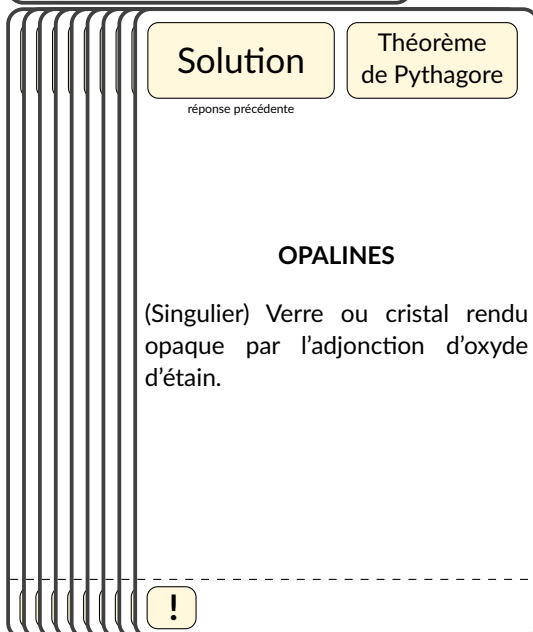 Solution
Théorème
de Pythagore
réponse précédente
OPALINES
(Singulier) Verre ou cristal rendu
opaque par l'adjonction d'oxyde
d'étain.
!